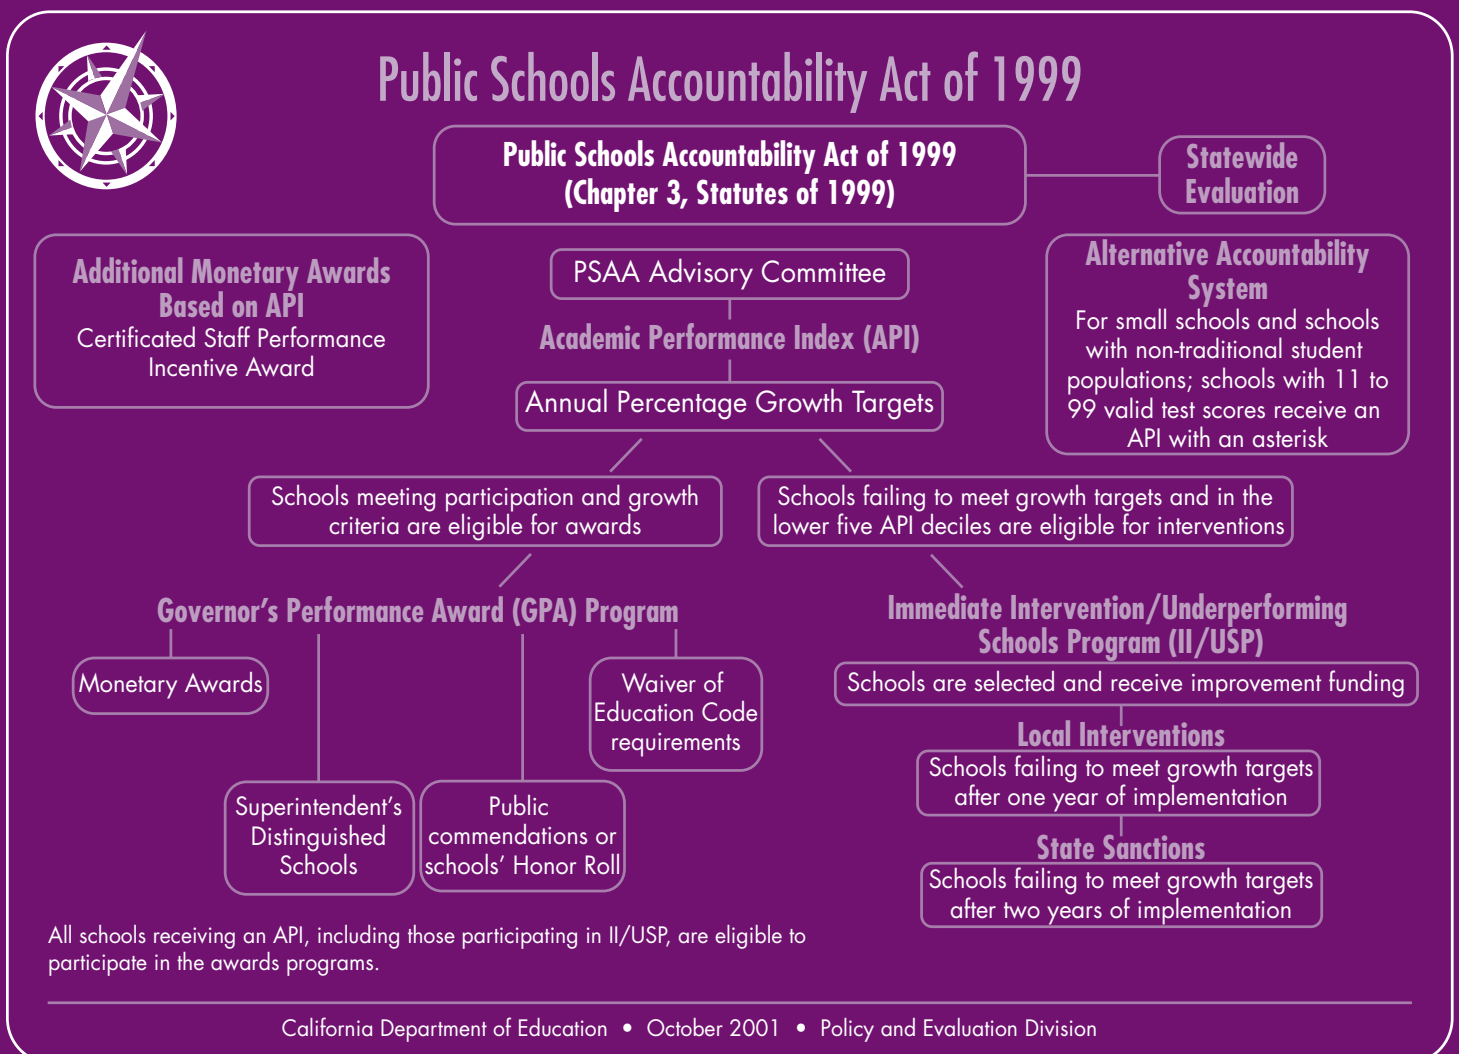 Public Schools Accountability Act of 1999
Public Schools Accountability Act of 1999
(Chapter 3, Statutes of 1999)
Statewide
Evaluation
Additional Monetary Awards
Based on API
Certificated Staff Performance
Incentive Award
PSAA Advisory Committee
Academic Performance Index (API)
Annual Percentage Growth Targets
Alternative Accountability
System
For small schools and schools
with non-traditional student
populations; schools with 11 to
99 valid test scores receive an
API with an asterisk
Schools meeting participation and growth
criteria are eligible for awards
Schools failing to meet growth targets and in the
lower five API deciles are eligible for interventions
Governor's Performance Award (GPA) Program
Monetary Awards
Superintendent's
Distinguished
Schools
Public
commendations or
schools' Honor Roll
Waiver of
Education Code
requirements
Immediate Intervention/Underperforming
Schools Program (II/USP)
Schools are selected and receive improvement funding
Local Interventions
Schools failing to meet growth targets
after one year of implementation
State Sanctions
Schools failing to meet growth targets
after two years of implementation
All schools receiving an API, including those participating in II/USP, are eligible to
participate in the awards programs.
California Department of Education • October 2001 • Policy and Evaluation Division